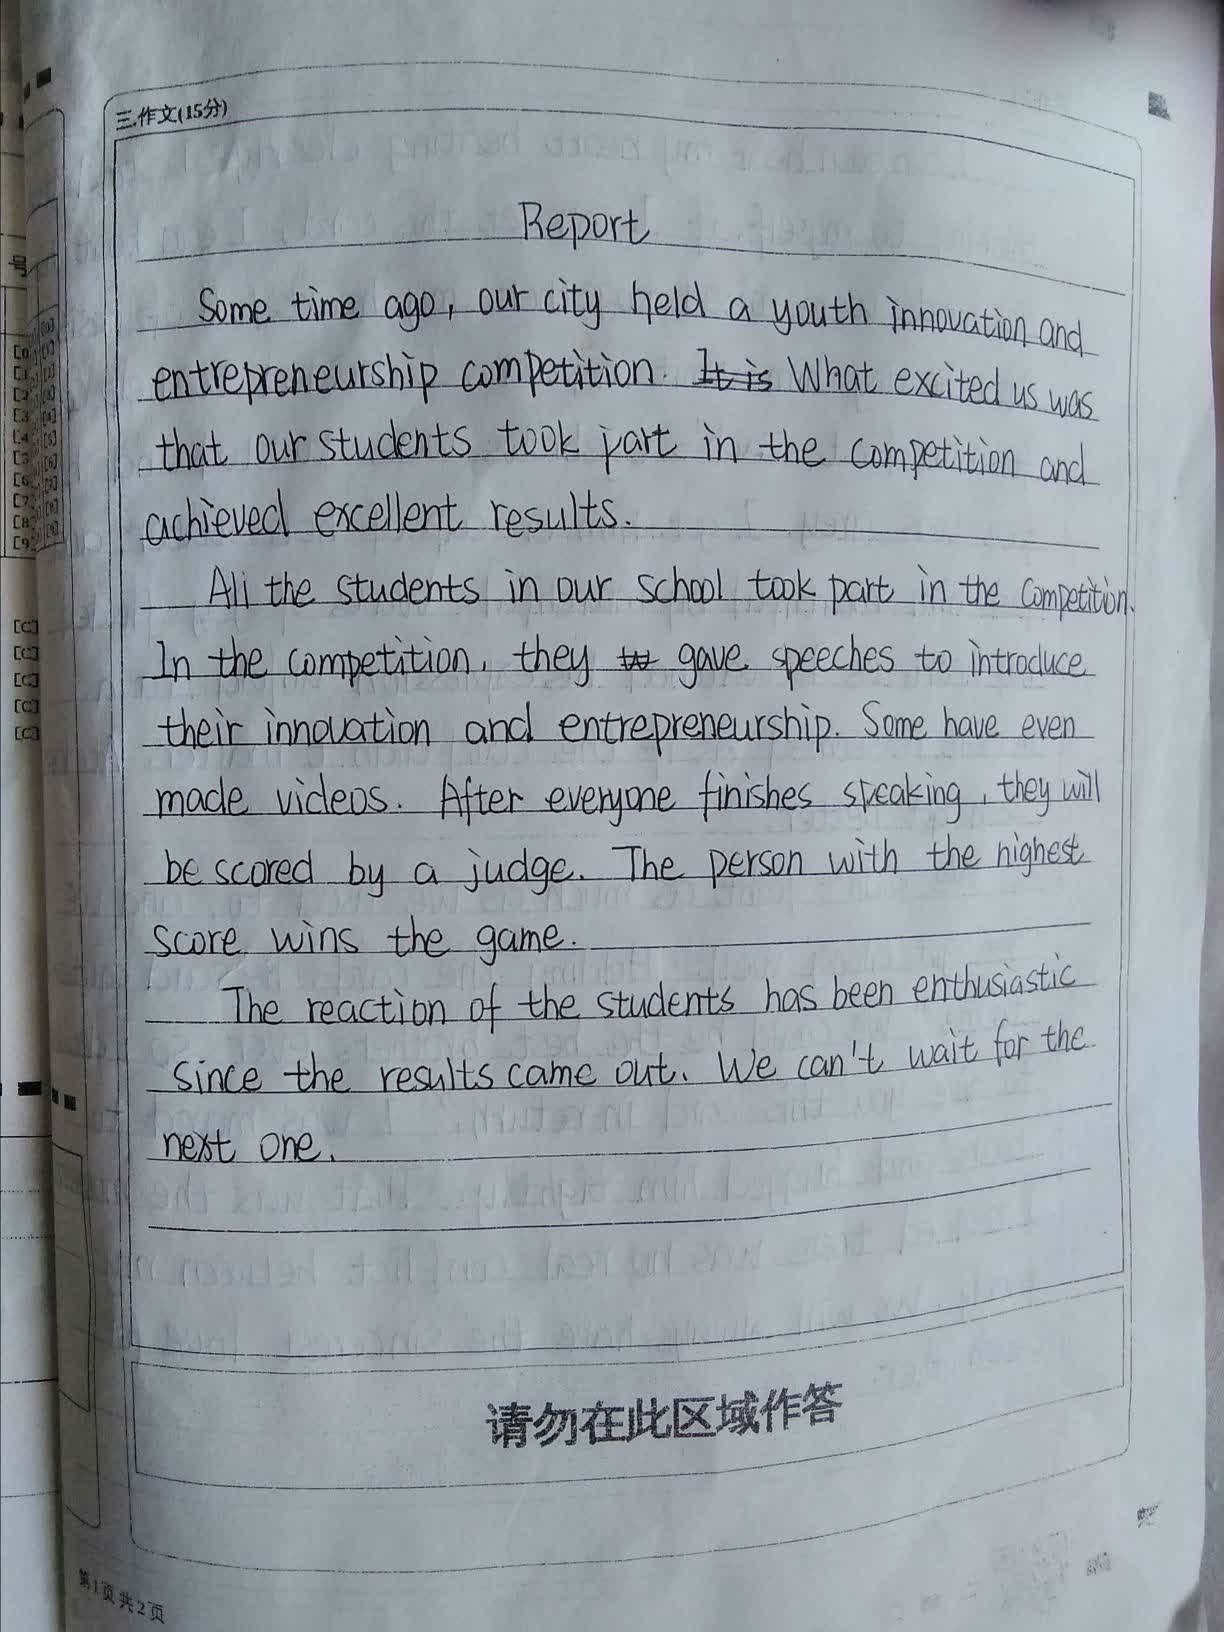 三.作文(15分)
Report
Some time ago, our city held a youth innovation and
entrepreneurship competition. It is What excited us was
that our students took part in the competition and
achieved excellent results.
All the students in our school took part in the competition.
In the competition, they gave speeches to introduce
their innovation and entrepreneurship. Some have even
made videos. After everyone finishes speaking, they will
be scored by a judge. The person with the highest
score wins the game.
The reaction of the students has been enthusiastic
since the results came out. We can't wait for the
next one.
请勿在此区域作答
第1页共2页
号
[C]
[C]
[C]
[C]
[C]